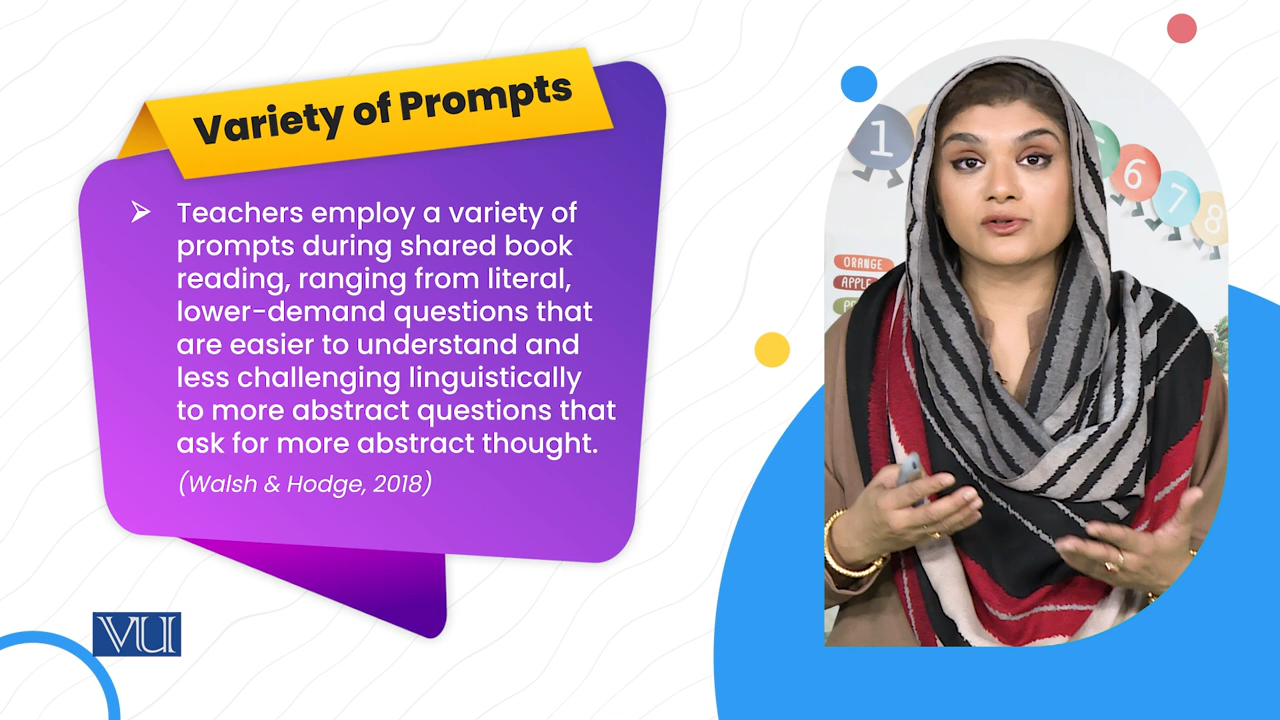 Variety of Prompts
➢ Teachers employ a variety of
prompts during shared book
reading, ranging from literal,
lower-demand questions that
are easier to understand and
less challenging linguistically
to more abstract questions that
ask for more abstract thought.
(Walsh & Hodge, 2018)
VU
1
6
7
8
ORANGE